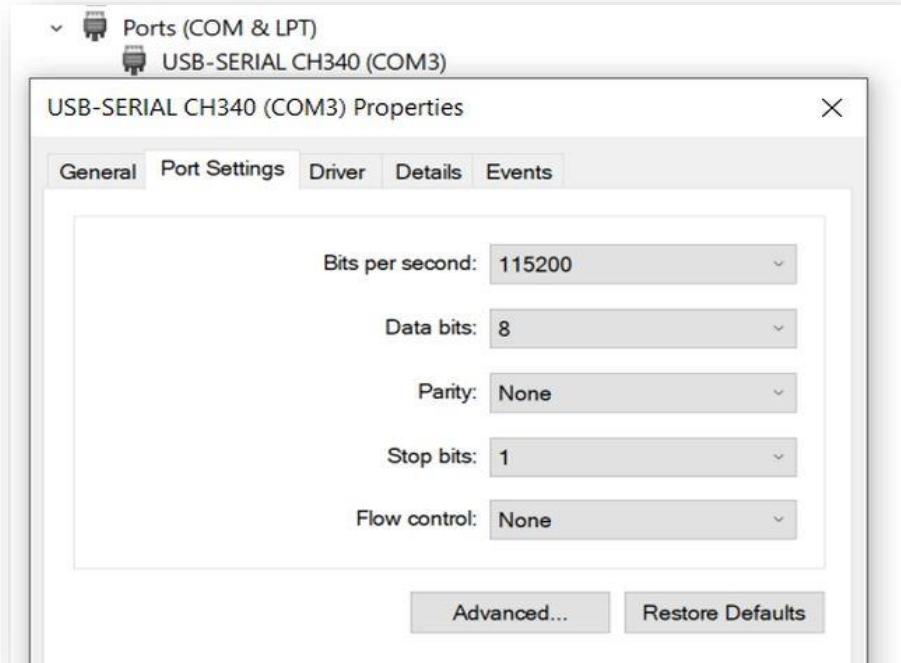 Ports (COM & LPT)
USB-SERIAL CH340 (COM3)
USB-SERIAL CH340 (COM3) Properties
General Port Settings Driver Details Events
Bits per second: 115200
Data bits: 8
Parity: None
Stop bits: 1
Flow control: None
Advanced... Restore Defaults